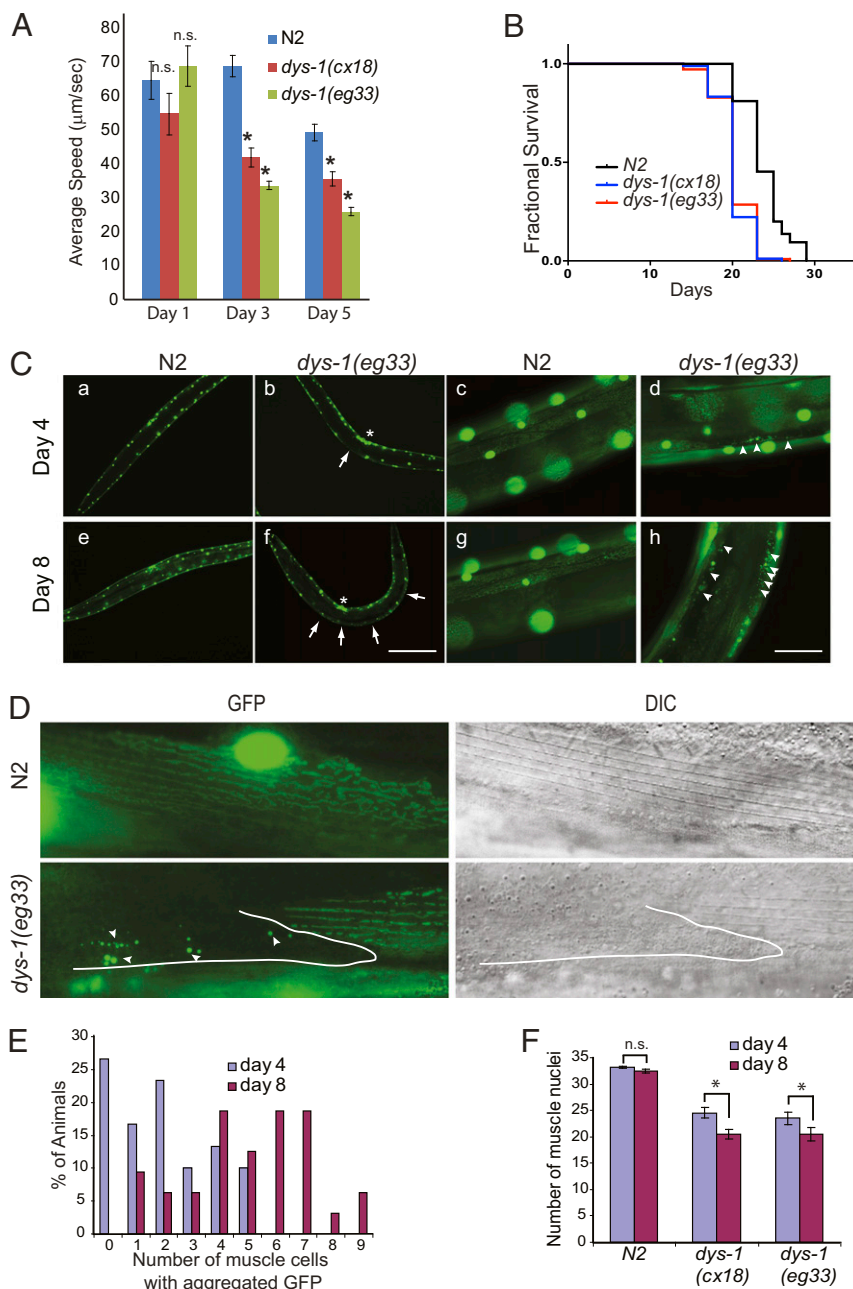 A
80
70
60
50
40
30
20
10
0
Average Speed (μm/sec)
n.s.
n.s.
N2
dys-1(cx18)
dys-1(eg33)
* *
* *
Day 1 Day 3 Day 5
B
1.0
0.5
0.0
Fractional Survival
N2
dys-1(cx18)
dys-1(eg33)
0 10 20 30
Days
C
N2 dys-1(eg33) N2 dys-1(eg33)
Day 4
a b c d
*
Day 8
e f g h
*
D
GFP DIC
N2
dys-1(eg33)
E
30
25
20
15
10
5
0
% of Animals
day 4
day 8
0 1 2 3 4 5 6 7 8 9
Number of muscle cells
with aggregated GFP
F
35
30
25
20
15
10
5
0
Number of muscle nuclei
day 4
day 8
n.s.
* *
N2 dys-1 dys-1
(cx18) (eg33)